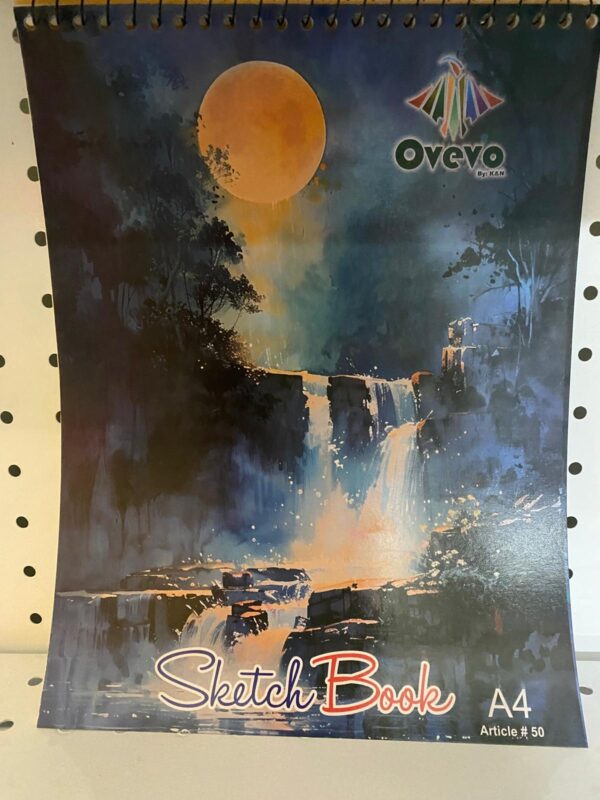 Ovevo
By: K&N
Sketch Book
A4
Article # 50